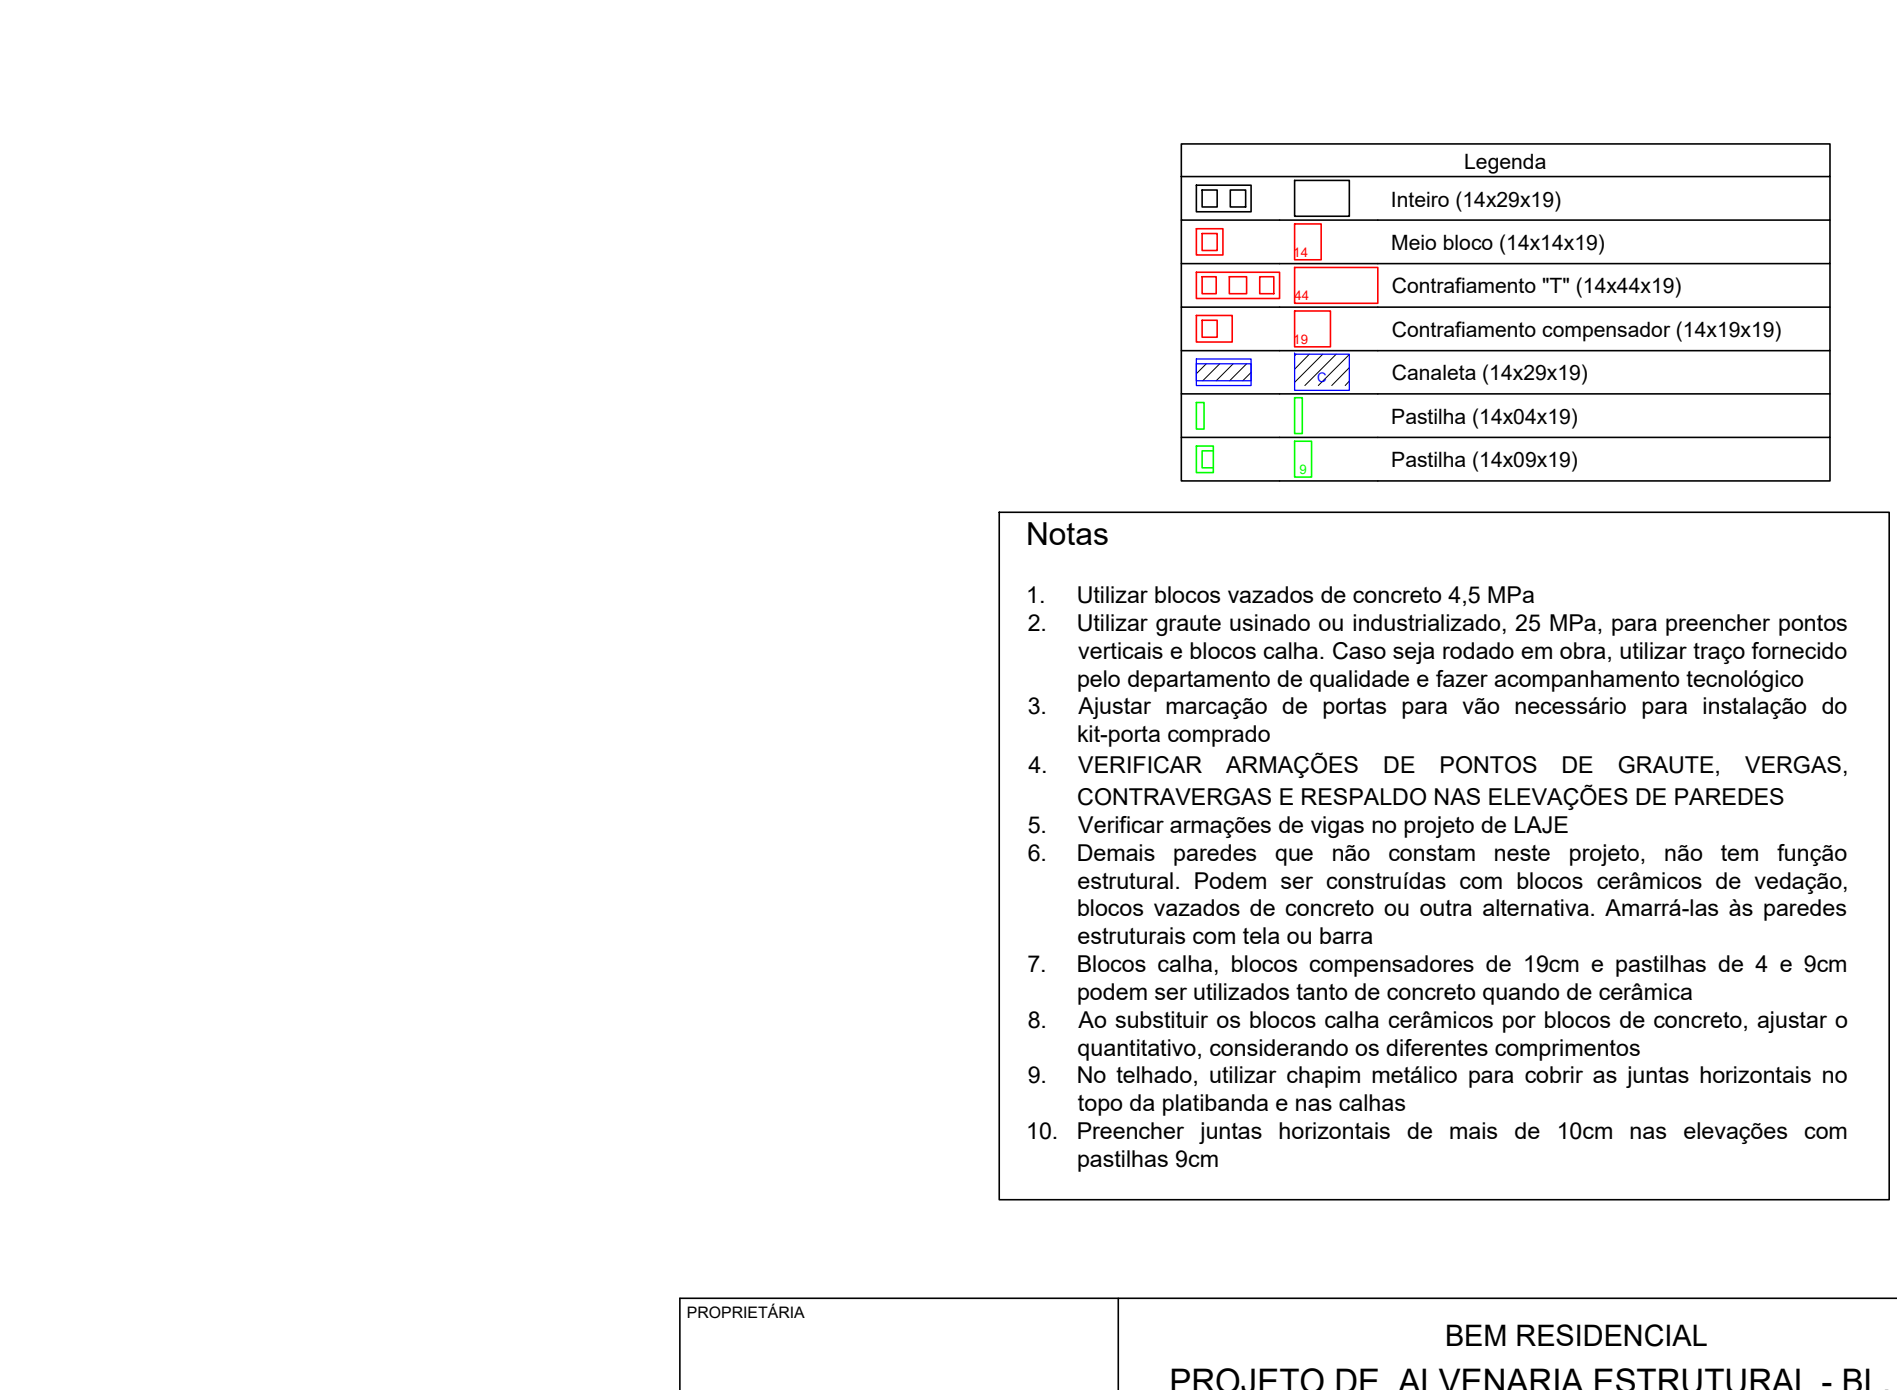 Legenda
Inteiro (14x29x19)
14 Meio bloco (14x14x19)
44 Contrafiamento "T" (14x44x19)
19 Contrafiamento compensador (14x19x19)
C Canaleta (14x29x19)
Pastilha (14x04x19)
9 Pastilha (14x09x19)
Notas
1. Utilizar blocos vazados de concreto 4,5 MPa
2. Utilizar graute usinado ou industrializado, 25 MPa, para preencher pontos
verticais e blocos calha. Caso seja rodado em obra, utilizar traço fornecido
pelo departamento de qualidade e fazer acompanhamento tecnológico
3. Ajustar marcação de portas para vão necessário para instalação do
kit-porta comprado
4. VERIFICAR ARMAÇÕES DE PONTOS DE GRAUTE, VERGAS,
CONTRAVERGAS E RESPALDO NAS ELEVAÇÕES DE PAREDES
5. Verificar armações de vigas no projeto de LAJE
6. Demais paredes que não constam neste projeto, não tem função
estrutural. Podem ser construídas com blocos cerâmicos de vedação,
blocos vazados de concreto ou outra alternativa. Amarrá-las às paredes
estruturais com tela ou barra
7. Blocos calha, blocos compensadores de 19cm e pastilhas de 4 e 9cm
podem ser utilizados tanto de concreto quando de cerâmica
8. Ao substituir os blocos calha cerâmicos por blocos de concreto, ajustar o
quantitativo, considerando os diferentes comprimentos
9. No telhado, utilizar chapim metálico para cobrir as juntas horizontais no
topo da platibanda e nas calhas
10. Preencher juntas horizontais de mais de 10cm nas elevações com
pastilhas 9cm
PROPRIETÁRIA
BEM RESIDENCIAL
PROJETO DE ALVENARIA ESTRUTURAL - BL